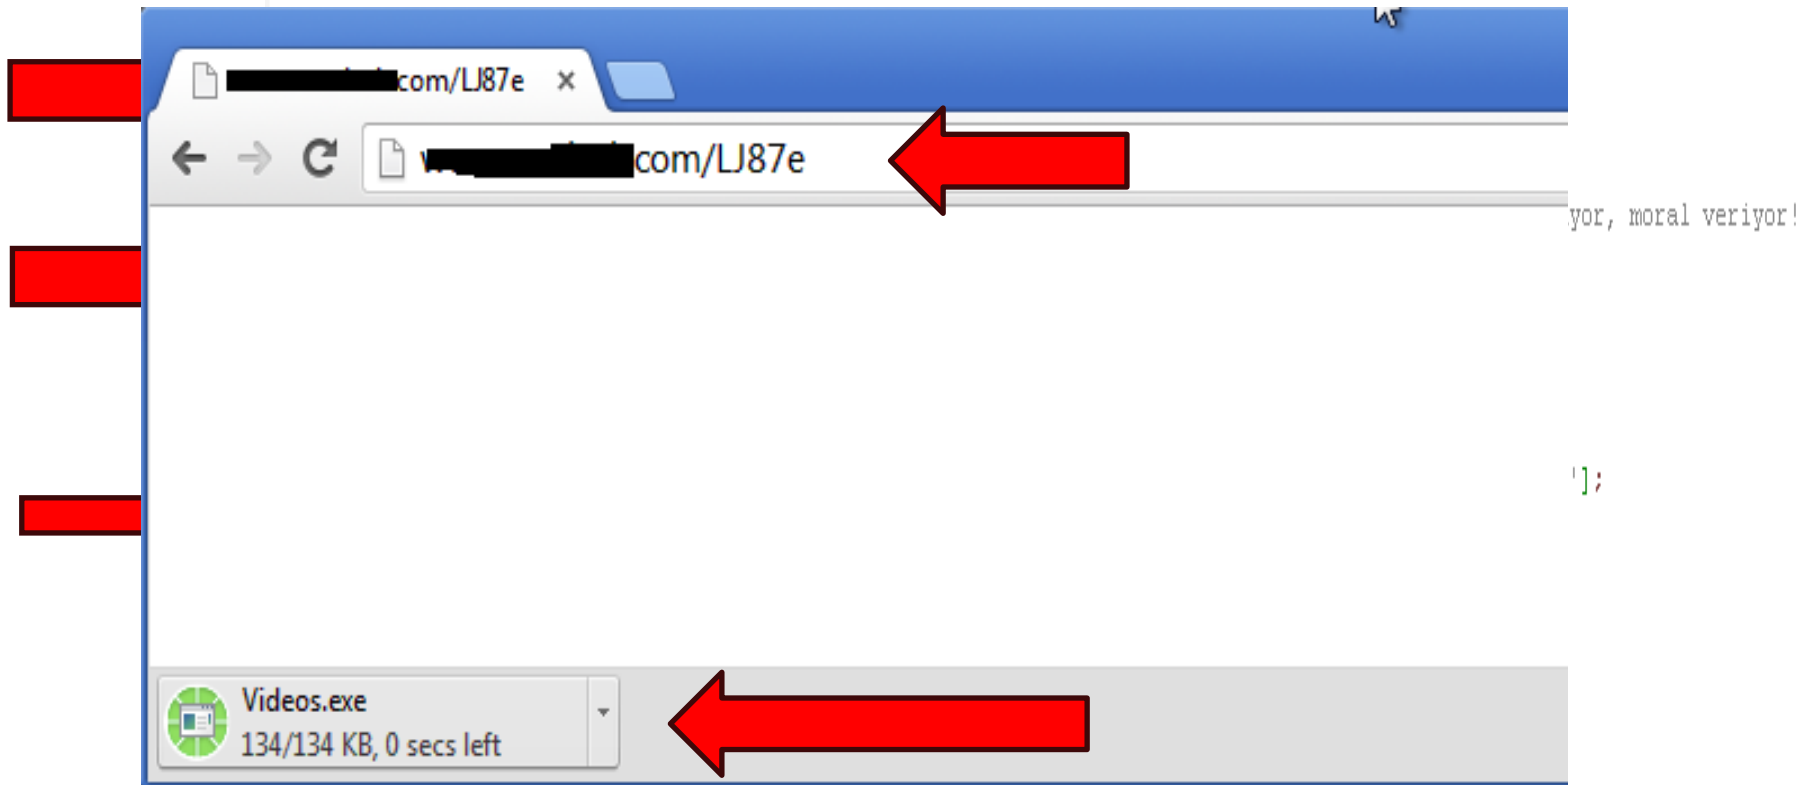 com/LJ87e
com/LJ87e
yor, moral veriyor!
'];
Videos.exe
134/134 KB, 0 secs left